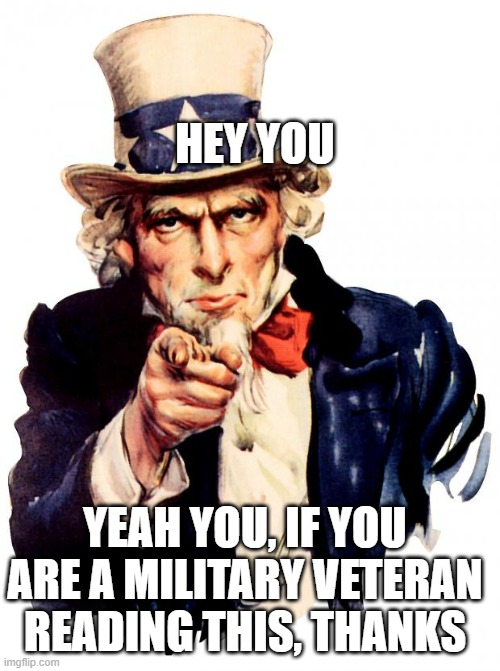 HEY YOU
YEAH YOU, IF YOU
ARE A MILITARY VETERAN
READING THIS, THANKS
imgflip.com